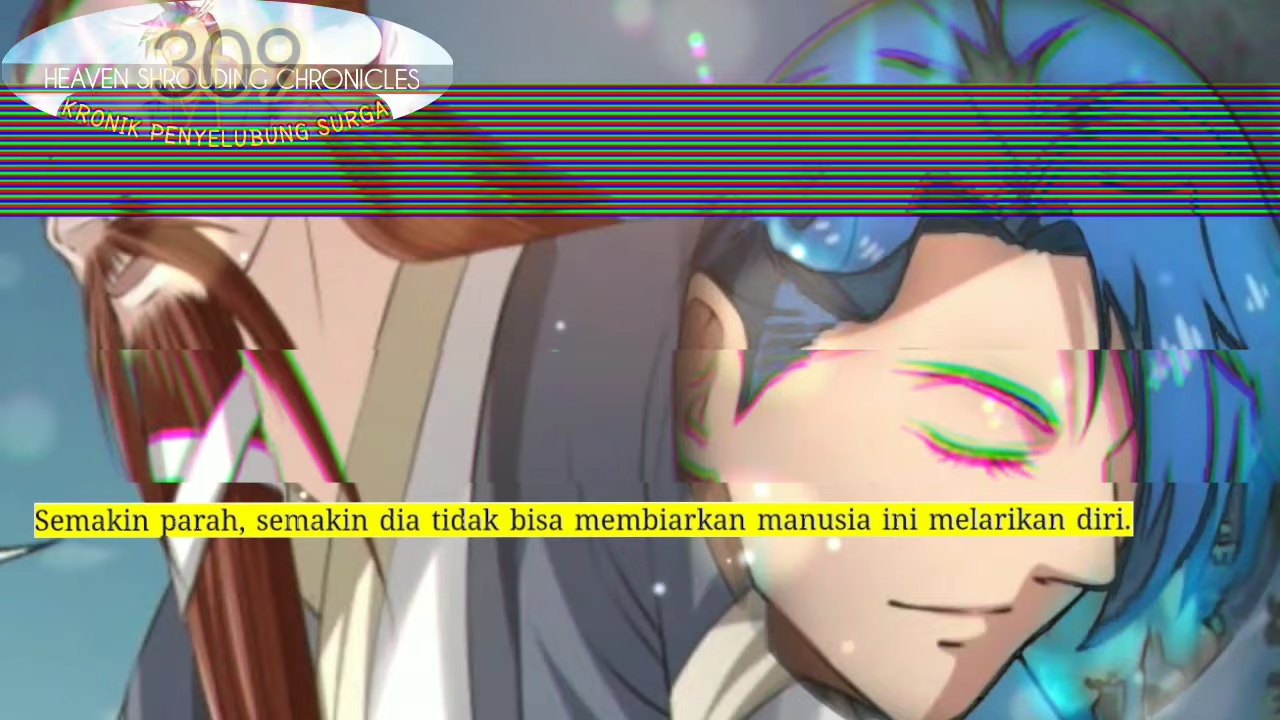 309
HEAVEN SHROUDING CHRONICLES
KRONIK PENYELUBUNG SURGA
Semakin parah, semakin dia tidak bisa membiarkan manusia ini melarikan diri.